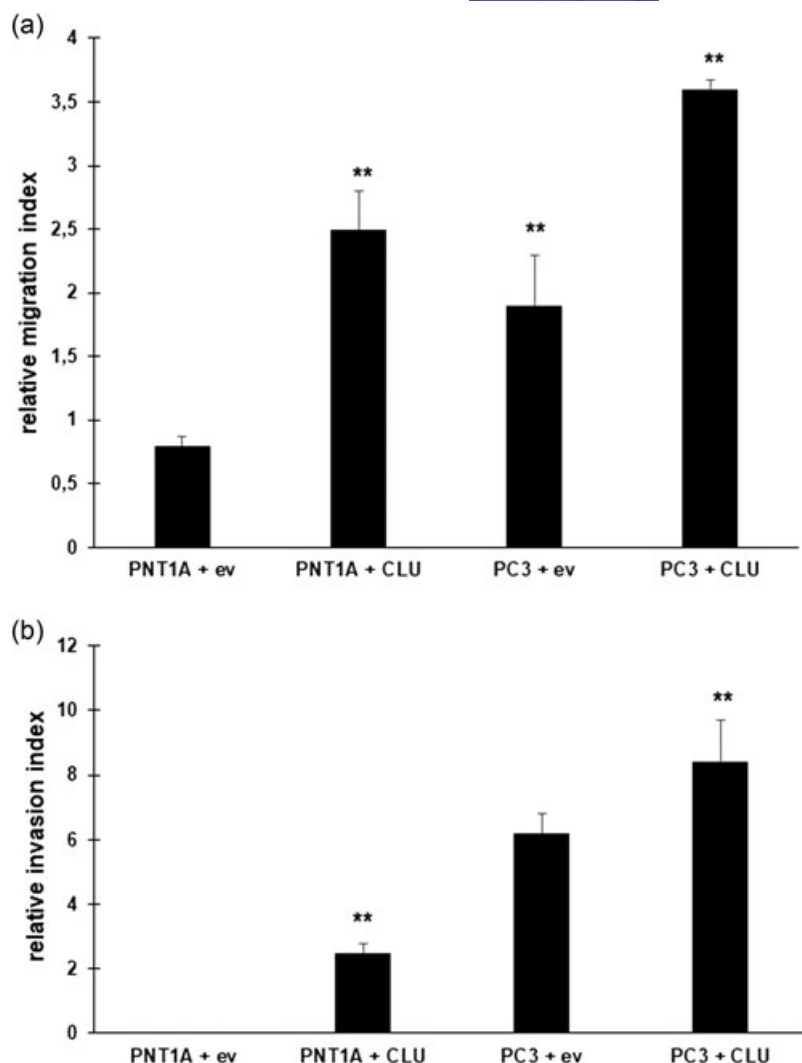 (a)
relative migration index
4
3,5
3
2,5
2
1,5
1
0,5
0
**
**
**
PNT1A + ev
PNT1A + CLU
PC3 + ev
PC3 + CLU
(b)
relative invasion index
12
10
8
6
4
2
0
**
**
PNT1A + ev
PNT1A + CLU
PC3 + ev
PC3 + CLU